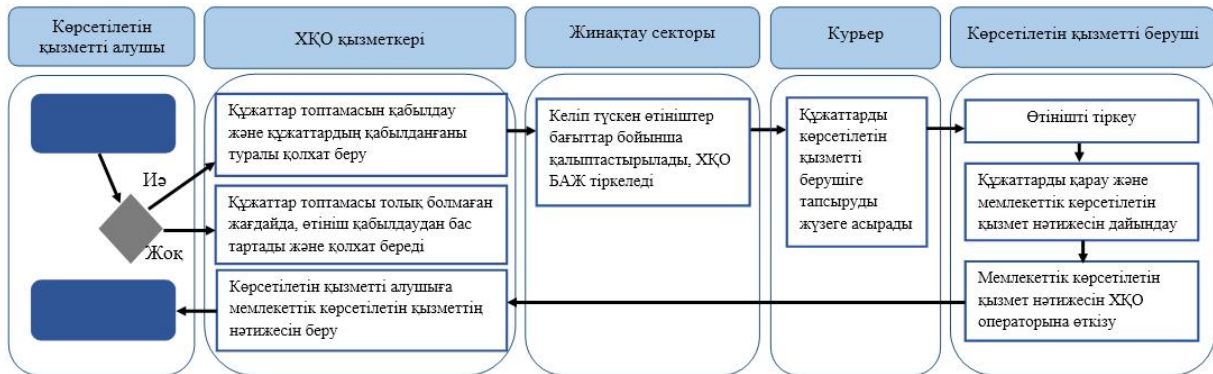 Көрсетілетін
қызметті алушы
ХҚО қызметкері
Жинақтау секторы
Курьер
Көрсетілетін қызметті беруші
Иә
Жоқ
Құжаттар топтамасын қабылдау
және құжаттардың қабылданғаны
туралы қолхат беру
Құжаттар топтамасы толық болмаған
жағдайда, өтініш қабылдаудан бас
тартады және қолхат береді
Көрсетілетін қызметті алушыға
мемлекеттік көрсетілетін қызметтің
нәтижесін беру
Келіп түскен өтініштер
бағыттар бойынша
қалыптастырылады, ХҚО
БАЖ тіркеледі
Құжаттарды
көрсетілетін
қызметті
берушіге
тапсыруды
жүзеге асырады
Өтінішті тіркеу
Құжаттарды қарау және
мемлекеттік көрсетілетін
қызмет нәтижесін дайындау
Мемлекеттік көрсетілетін
қызмет нәтижесін ХҚО
операторына өткізу